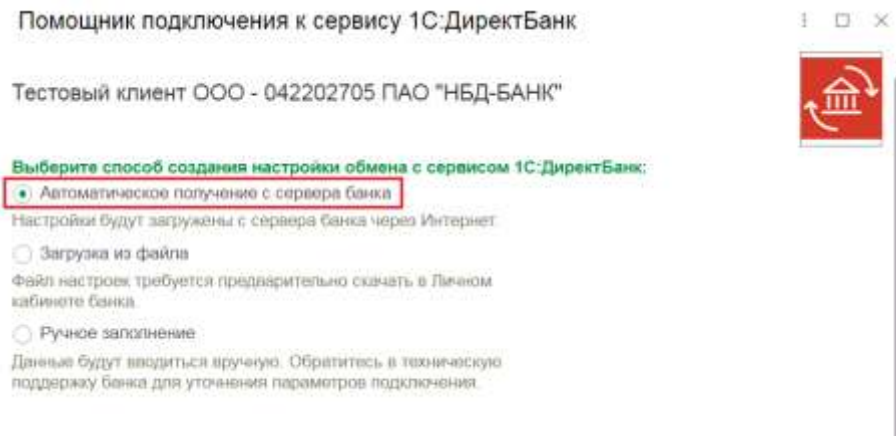 Помощник подключения к сервису 1С:ДиректБанк
Тестовый клиент ООО - 042202705 ПАО "НБД-БАНК"
Выберите способ создания настройки обмена с сервисом 1С:ДиректБанк:
Автоматическое получение с сервера банка
Настройки будут загружены с сервера банка через Интернет.
Загрузка из файла
Файл настроек требуется предварительно скачать в Личном
кабинете банка.
Ручное заполнение
Данные будут вводиться вручную. Обратитесь в техническую
поддержку банка для уточнения параметров подключения.